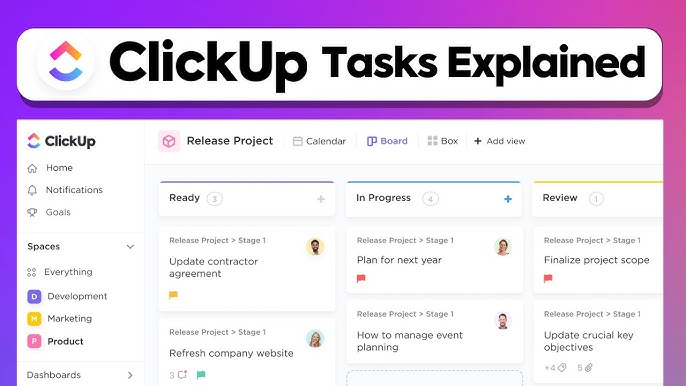 ClickUp Tasks Explained
ClickUp
Home
Notifications
Goals
Spaces
Everything
D Development
M Marketing
P Product
Dashboards
Release Project
Calendar
Board
Box
+ Add view
Ready 3 +
Release Project > Stage 1
Update contractor
agreement
Release Project > Stage 1
Refresh company website
3
In Progress 4 +
Release Project > Stage 1
Plan for next year
Release Project > Stage 1
How to manage event
planning
Review 1
Release Project > Stage 1
Finalize project scope
Release Project > Stage 1
Update crucial key
objectives
+4 5